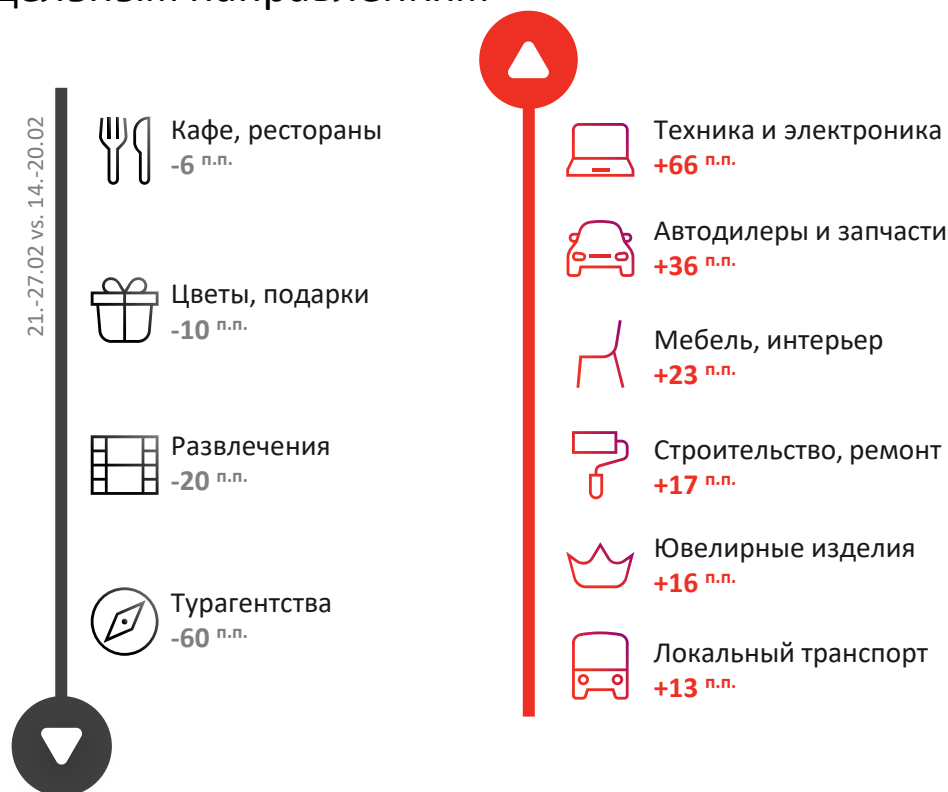 21.-27.02 vs. 14.-20.02
Кафе, рестораны
-6 п.п.
Цветы, подарки
-10 п.п.
Развлечения
-20 п.п.
Турагентства
-60 п.п.
Техника и электроника
+66 п.п.
Автодилеры и запчасти
+36 п.п.
Мебель, интерьер
+23 п.п.
Строительство, ремонт
+17 п.п.
Ювелирные изделия
+16 п.п.
Локальный транспорт
+13 п.п.